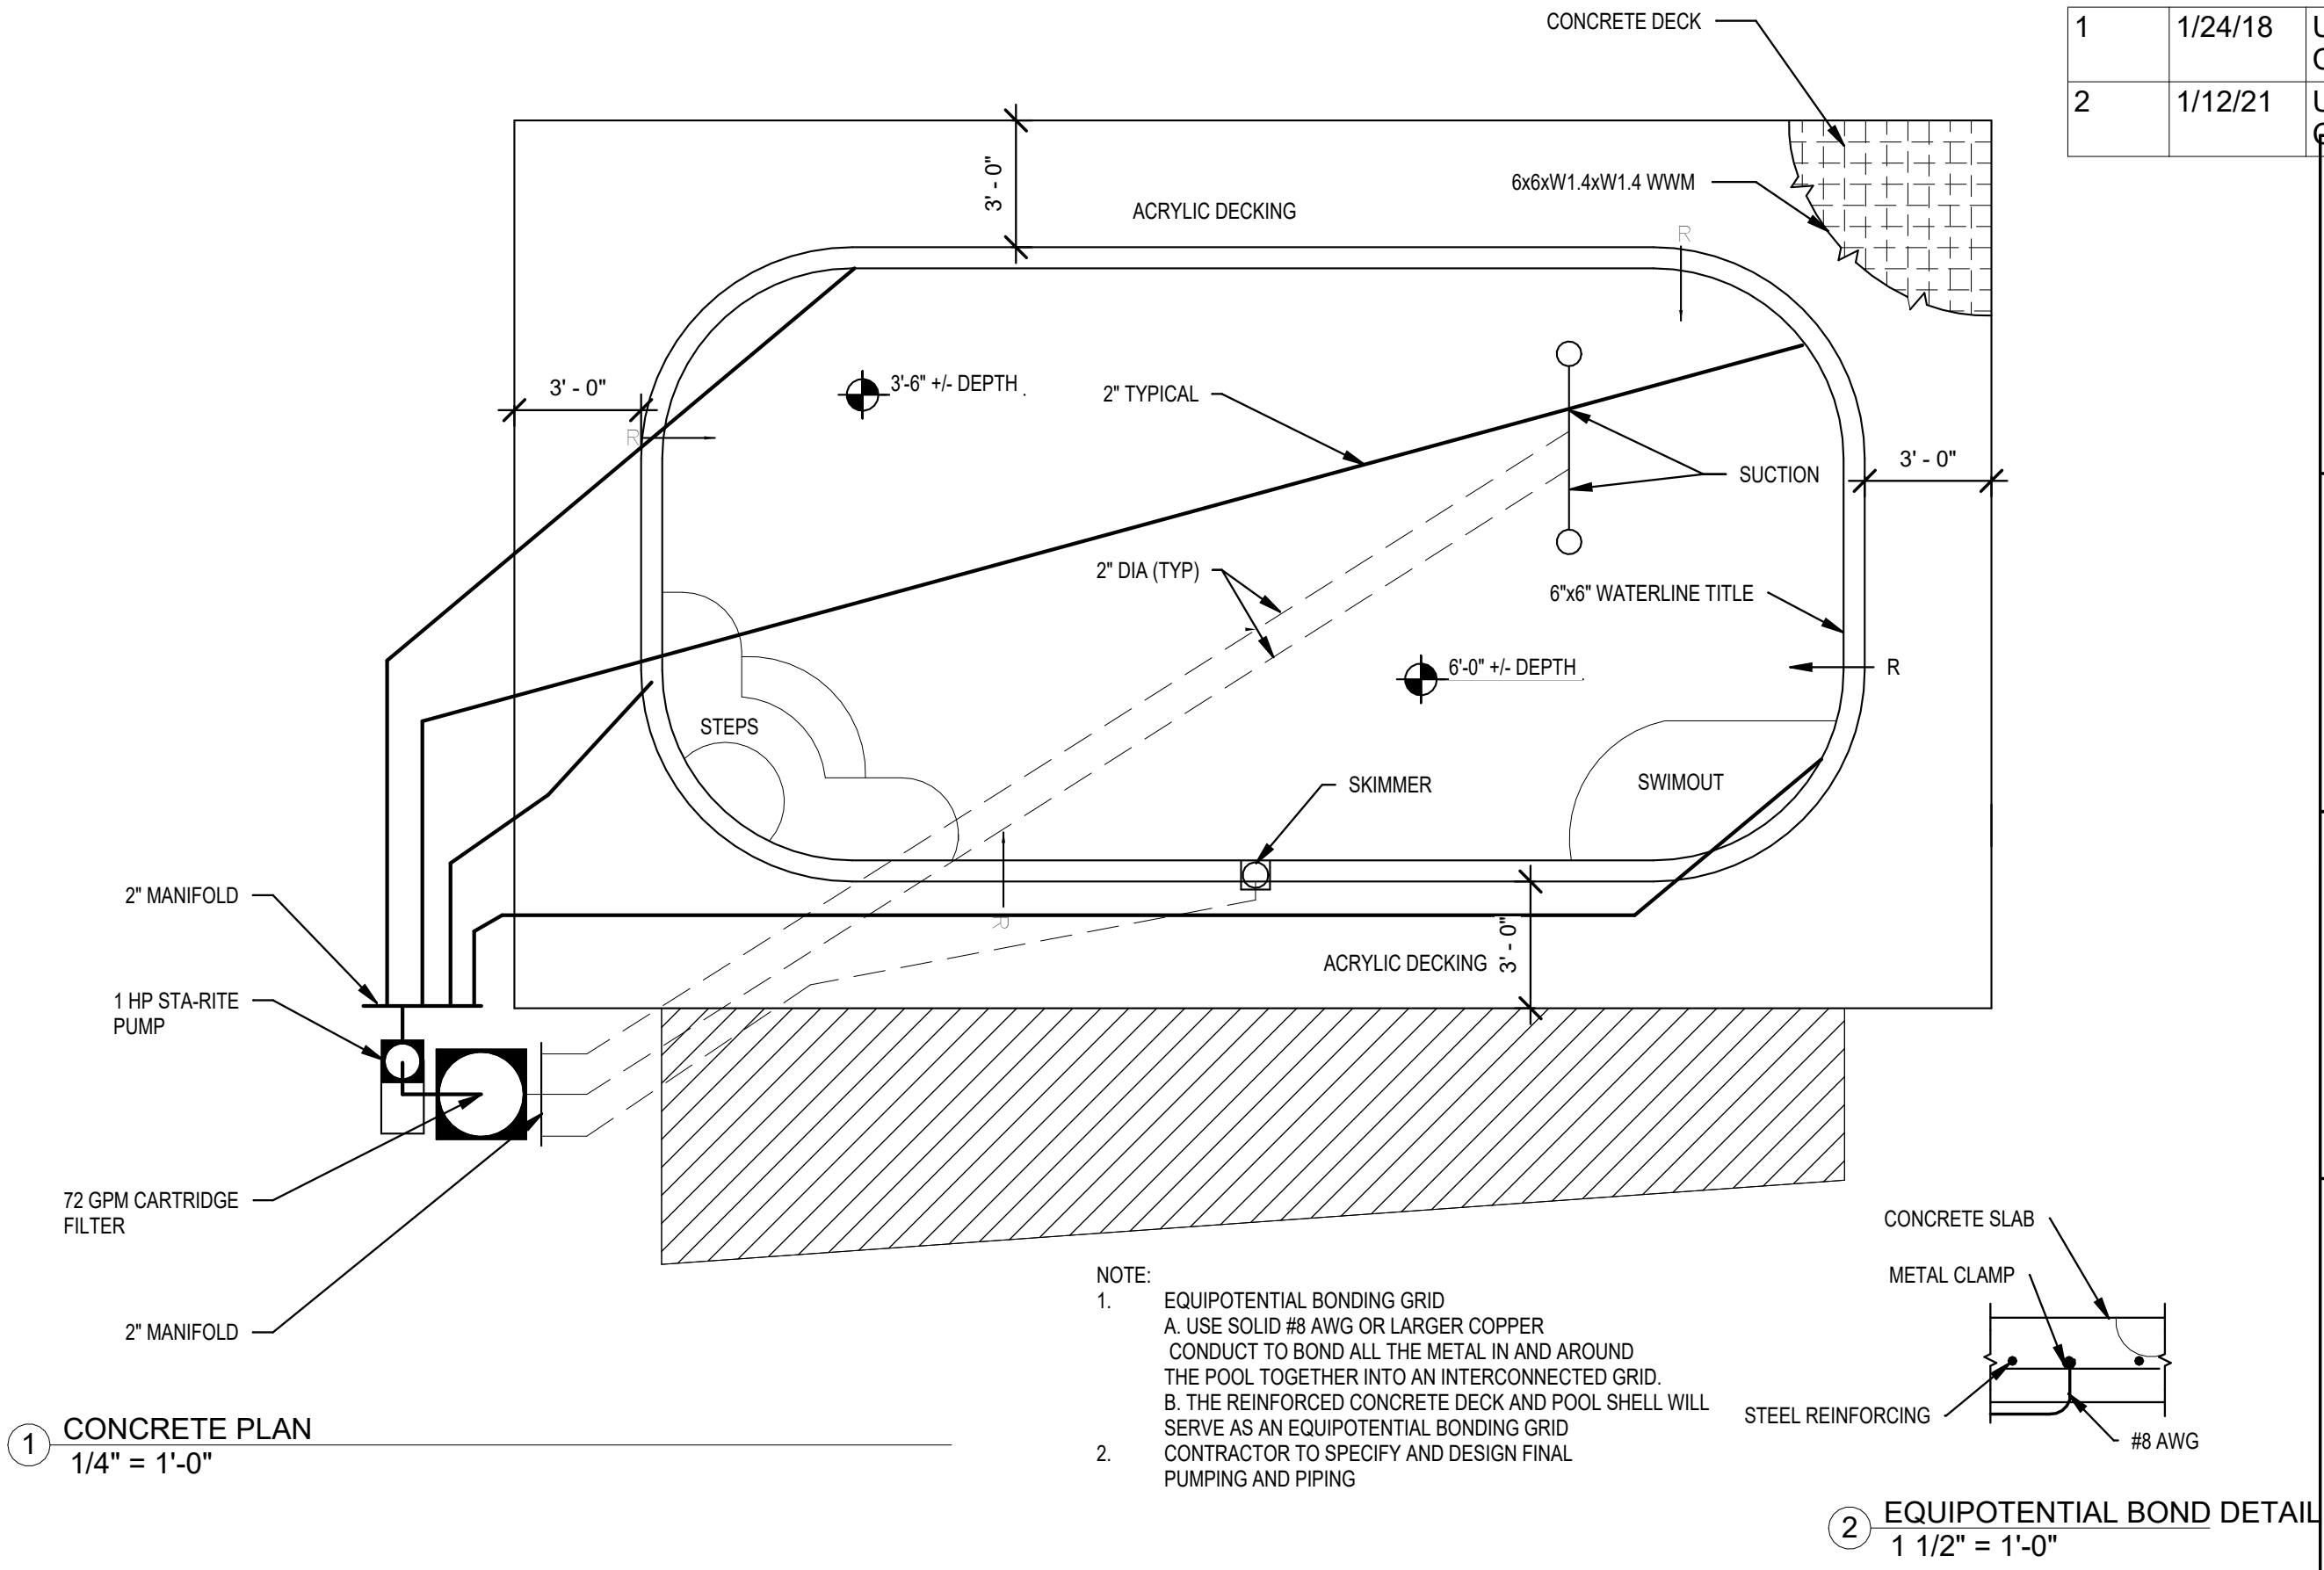 CONCRETE DECK
1
1/24/18
2
1/12/21
3' - 0"
6x6xW1.4xW1.4 WWM
ACRYLIC DECKING
R
3' - 0"
3'-6" +/- DEPTH
2" TYPICAL
R
3' - 0"
SUCTION
2" DIA (TYP)
6"x6" WATERLINE TITLE
6'-0" +/- DEPTH
R
STEPS
SKIMMER
SWIMOUT
2" MANIFOLD
R
3' - 0"
ACRYLIC DECKING
1 HP STA-RITE
PUMP
72 GPM CARTRIDGE
FILTER
2" MANIFOLD
NOTE:
1. EQUIPOTENTIAL BONDING GRID
A. USE SOLID #8 AWG OR LARGER COPPER
CONDUCT TO BOND ALL THE METAL IN AND AROUND
THE POOL TOGETHER INTO AN INTERCONNECTED GRID.
B. THE REINFORCED CONCRETE DECK AND POOL SHELL WILL
SERVE AS AN EQUIPOTENTIAL BONDING GRID
2. CONTRACTOR TO SPECIFY AND DESIGN FINAL
PUMPING AND PIPING
CONCRETE SLAB
METAL CLAMP
STEEL REINFORCING
#8 AWG
1 CONCRETE PLAN
1/4" = 1'-0"
2 EQUIPOTENTIAL BOND DETAIL
1 1/2" = 1'-0"